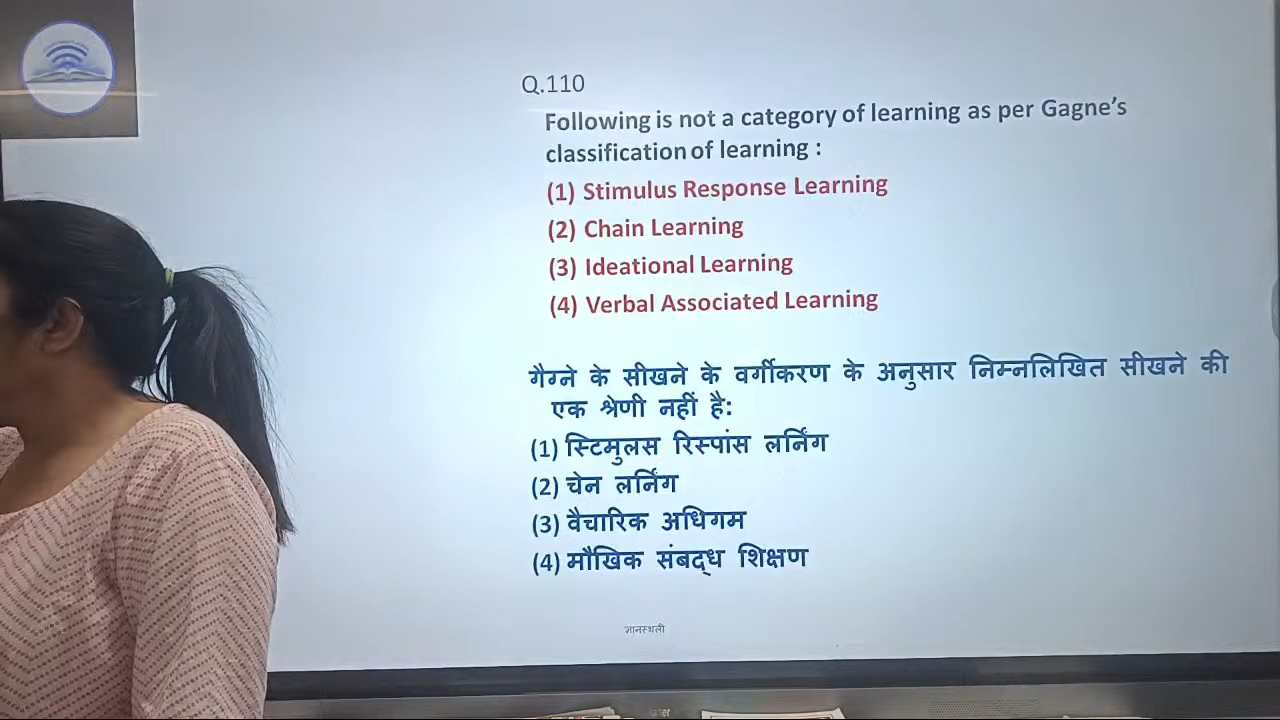 Q.110
Following is not a category of learning as per Gagne's
classification of learning :
(1) Stimulus Response Learning
(2) Chain Learning
(3) Ideational Learning
(4) Verbal Associated Learning
गैग्ने के सीखने के वर्गीकरण के अनुसार निम्नलिखित सीखने की
एक श्रेणी नहीं है:
(1) स्टिमुलस रिस्पांस लर्निंग
(2) चेन लर्निंग
(3) वैचारिक अधिगम
(4) मौखिक संबद्ध शिक्षण
ज्ञानस्थली